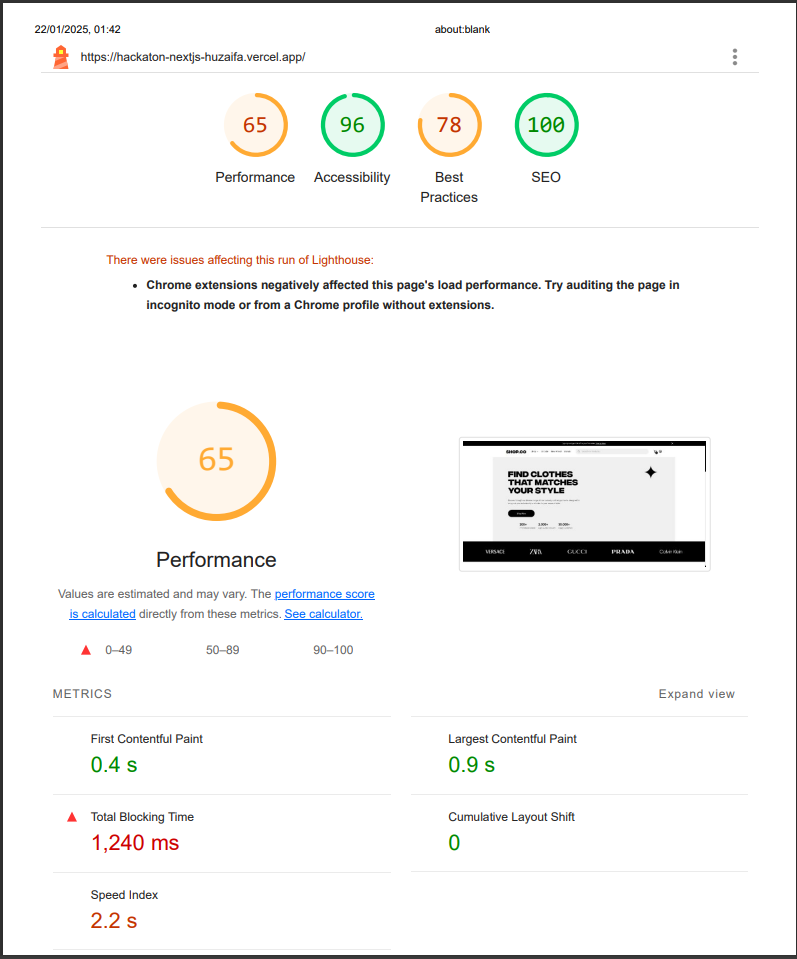 22/01/2025, 01:42 about:blank
https://hackaton-nextjs-huzaifa.vercel.app/
65 96 78 100
Performance Accessibility Best Practices SEO
There were issues affecting this run of Lighthouse:
• Chrome extensions negatively affected this page's load performance. Try auditing the page in
incognito mode or from a Chrome profile without extensions.
65
SHOP.CO
FIND CLOTHES
THAT MATCHES
YOUR STYLE
VERSACE ZARA GUCCI PRADA Calvin Klein
Performance
Values are estimated and may vary. The performance score
is calculated directly from these metrics. See calculator.
0–49 50–89 90–100
METRICS Expand view
First Contentful Paint
0.4 s
Largest Contentful Paint
0.9 s
Total Blocking Time
1,240 ms
Cumulative Layout Shift
0
Speed Index
2.2 s